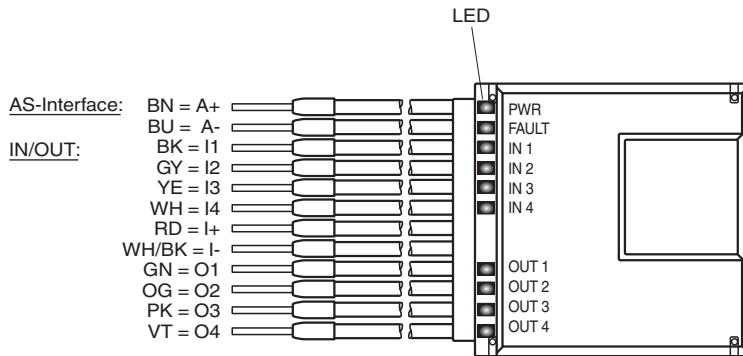 LED
AS-Interface:
BN = A+
BU = A-
IN/OUT:
BK = I1
GY = I2
YE = I3
WH = I4
RD = I+
WH/BK = I-
GN = O1
OG = O2
PK = O3
VT = O4
PWR
FAULT
IN 1
IN 2
IN 3
IN 4
OUT 1
OUT 2
OUT 3
OUT 4